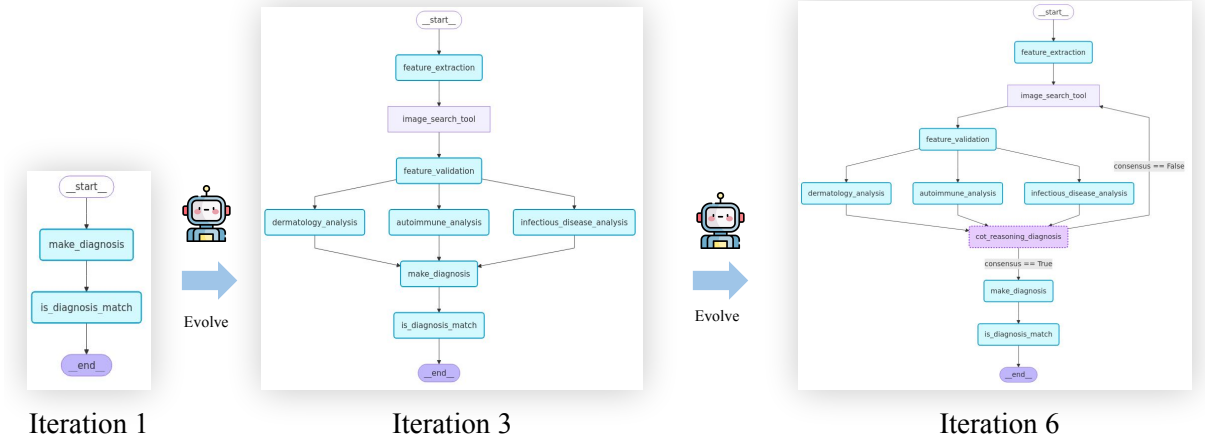 __start__
make_diagnosis
is_diagnosis_match
__end__
Iteration 1
Evolve
__start__
feature_extraction
image_search_tool
feature_validation
dermatology_analysis autoimmune_analysis infectious_disease_analysis
make_diagnosis
is_diagnosis_match
__end__
Iteration 3
Evolve
__start__
feature_extraction
image_search_tool
feature_validation
consensus == False
dermatology_analysis autoimmune_analysis infectious_disease_analysis
cot_reasoning_diagnosis
consensus == True
make_diagnosis
is_diagnosis_match
__end__
Iteration 6